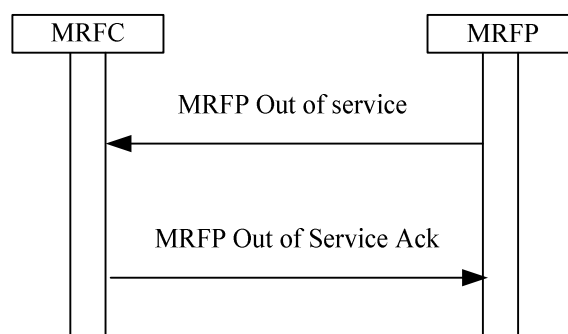 MRFC
MRFP
MRFP Out of service
MRFP Out of Service Ack